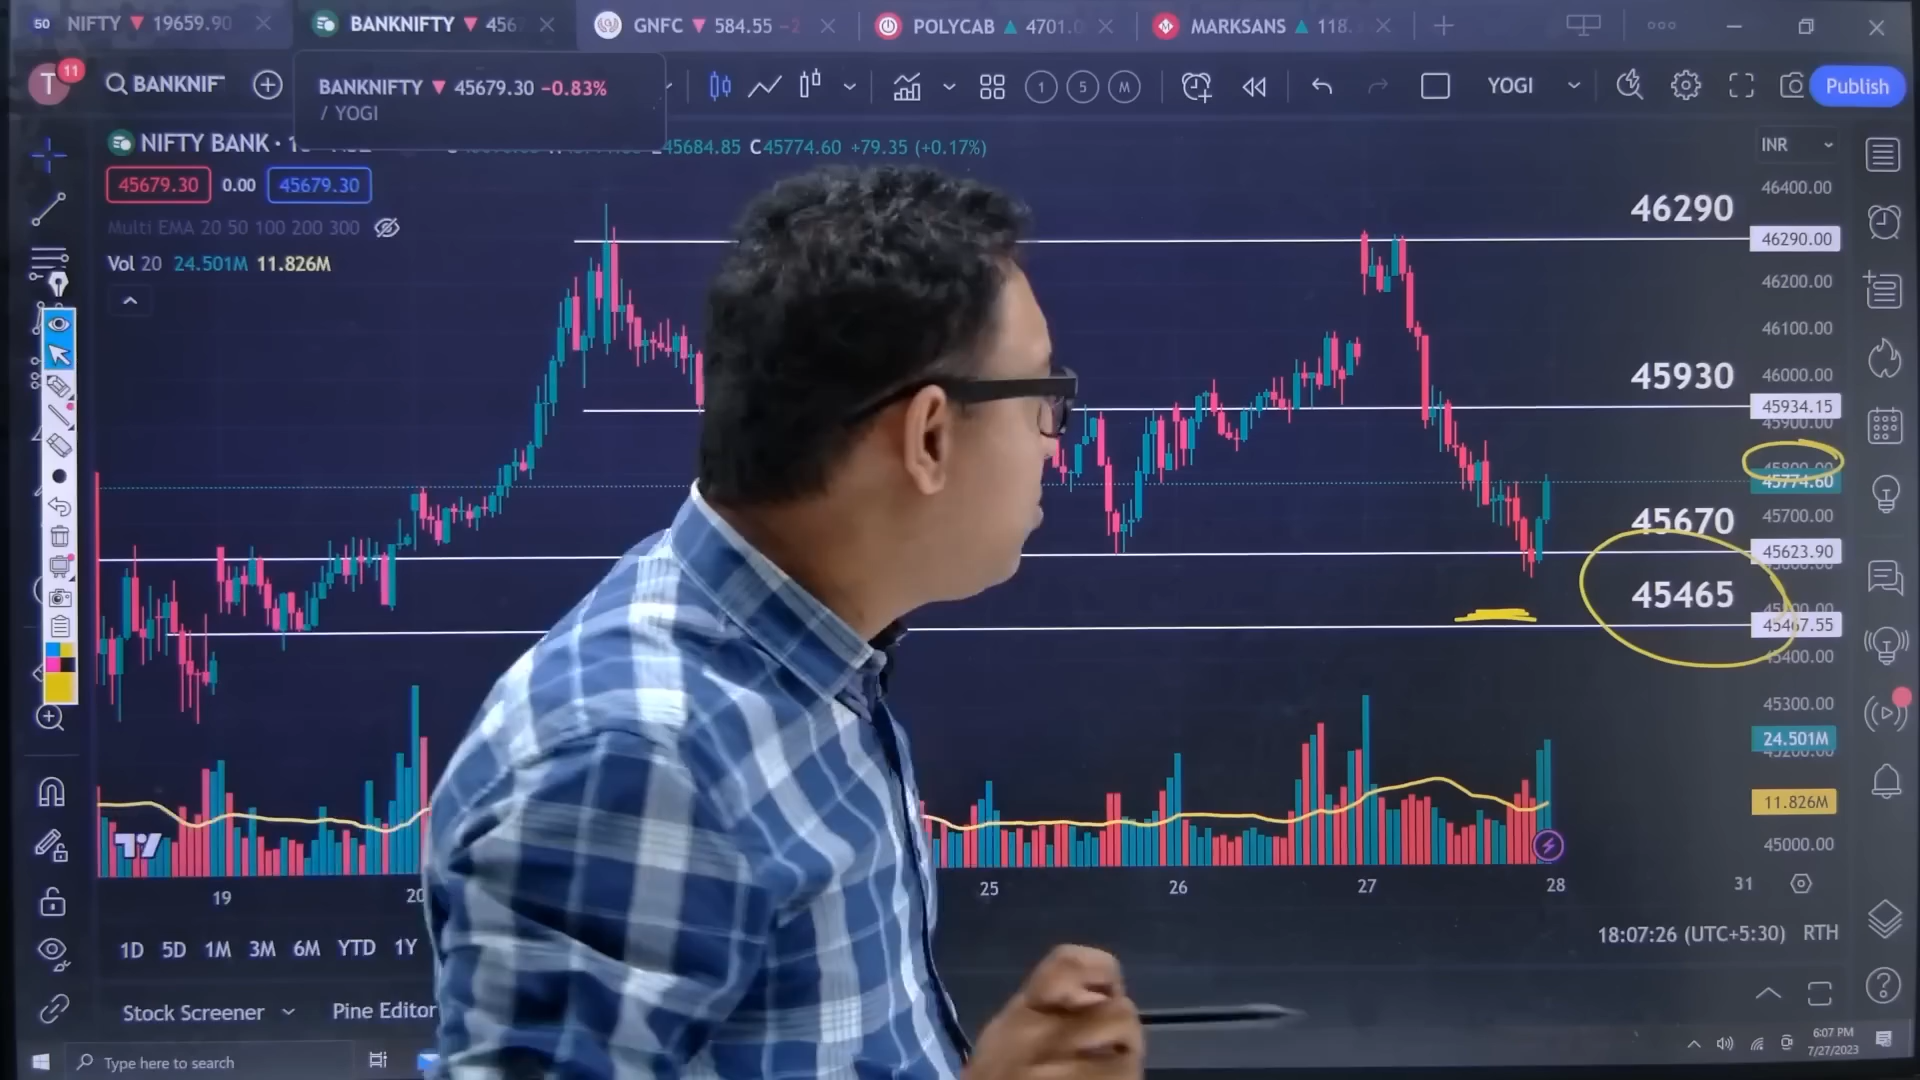 50 NIFTY ▼ 19659.90
BANKNIFTY ▼ 456
GNFC ▼ 584.55 −2
POLYCAB ▲ 4701.0
MARKSANS ▲ 118.
T 11
BANKNIF
BANKNIFTY ▼ 45679.30 −0.83%
/ YOGI
1 5 M
YOGI
Publish
NIFTY BANK · 1
45684.85 C45774.60 +79.35 (+0.17%)
INR
45679.30 0.00 45679.30
Multi EMA 20 50 100 200 300
Vol 20 24.501M 11.826M
46290
45930
45670
45465
46400.00
46290.00
46200.00
46100.00
46000.00
45934.15
45900.00
45800.00
45774.60
45700.00
45623.90
45467.55
45400.00
45300.00
24.501M
11.826M
45000.00
19 20 25 26 27 28 31
1D 5D 1M 3M 6M YTD 1Y
18:07:26 (UTC+5:30) RTH
Stock Screener
Pine Editor
Type here to search
6:07 PM
7/27/2023